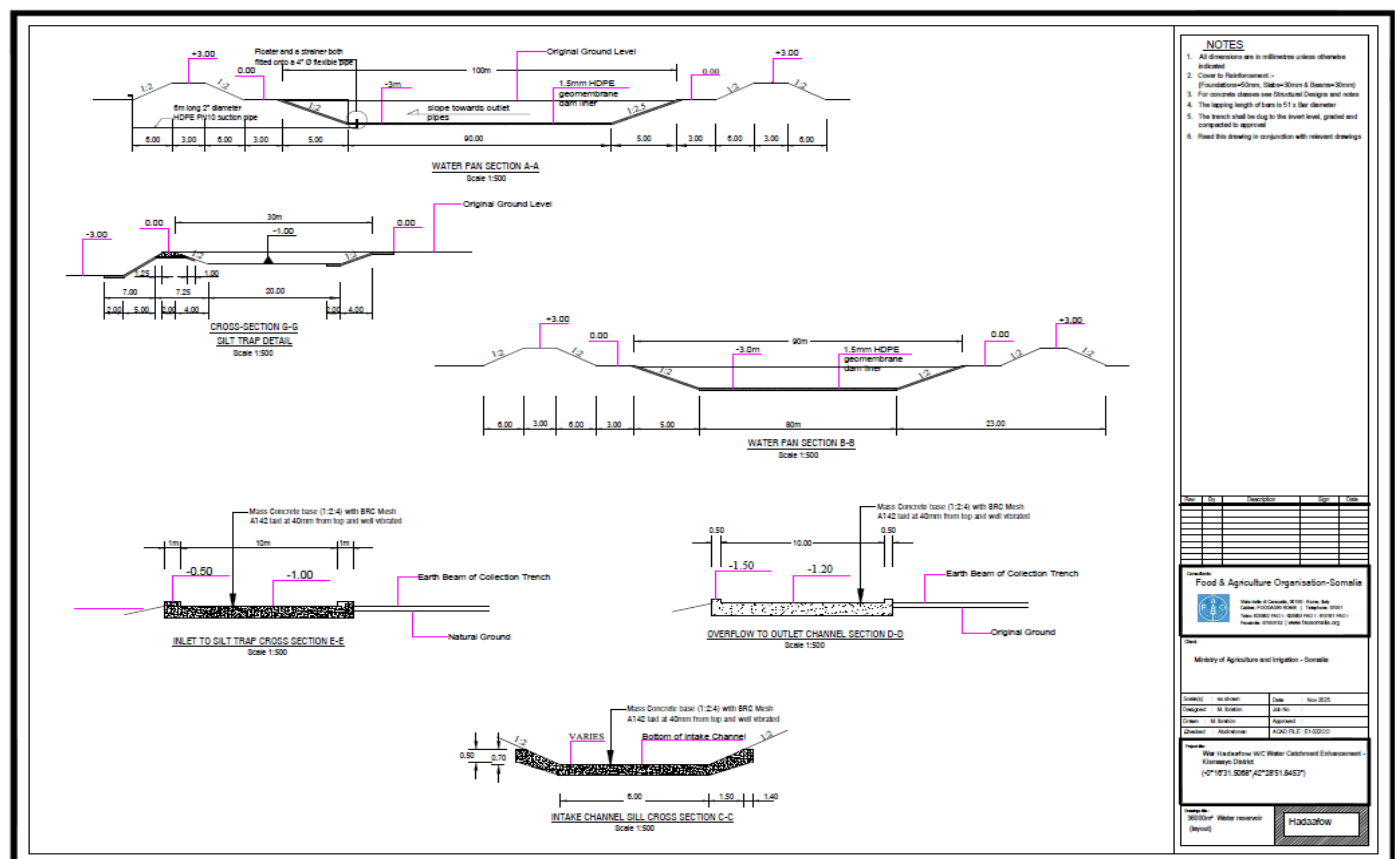 +3.00
Floater and a strainer both
fitted onto a 4" Ø flexible pipe
Original Ground Level
+3.00
1:2
1:2
0.00
100m
0.00
1:2
1:2
-3m
1.5mm HDPE
geomembrane
dam liner
6m long 2" diameter
HDPE PN10 suction pipe
1:2
slope towards outlet
pipes
1:2.5
6.00 3.00 6.00 3.00 5.00 90.00 5.00 3.00 6.00 3.00 6.00
WATER PAN SECTION A-A
Scale 1:500
Original Ground Level
30m
-3.00
0.00
-1.00
0.00
1:2
1:2
1.25
1.00
7.00 7.25 20.00
2.00 5.00 2.00 4.00 2.00 4.00
CROSS-SECTION G-G
SILT TRAP DETAIL
Scale 1:500
+3.00
+3.00
0.00
90m
0.00
1:2
1:2
-3.0m
1.5mm HDPE
geomembrane
dam liner
1:2
1:2
1:2
1:2
6.00 3.00 6.00 3.00 5.00 80m 23.00
WATER PAN SECTION B-B
Scale 1:500
Mass Concrete base (1:2:4) with BRC Mesh
A142 laid at 40mm from top and well vibrated
1m 10m 1m
-0.50
-1.00
Earth Beam of Collection Trench
Natural Ground
INLET TO SILT TRAP CROSS SECTION E-E
Scale 1:500
Mass Concrete base (1:2:4) with BRC Mesh
A142 laid at 40mm from top and well vibrated
0.50 10.00 0.50
-1.50
-1.20
Earth Beam of Collection Trench
Original Ground
OVERFLOW TO OUTLET CHANNEL SECTION D-D
Scale 1:500
Mass Concrete base (1:2:4) with BRC Mesh
A142 laid at 40mm from top and well vibrated
1:2
VARIES
Bottom of Intake Channel
1:2
0.50
0.70
6.00 1.50 1.40
INTAKE CHANNEL SILL CROSS SECTION C-C
Scale 1:500
NOTES
1. All dimensions are in millimetres unless otherwise
indicated
2. Cover to Reinforcement :-
(Foundations=50mm, Slabs=30mm & Beams=30mm)
3. For concrete classes see Structural Designs and notes
4. The lapping length of bars is 51 x Bar diameter
5. The trench shall be dug to the invert level, graded and
compacted to approval
6. Read this drawing in conjunction with relevant drawings
Rev. By Description Sign Date
Food & Agriculture Organisation-Somalia
FAO
Client:
Ministry of Agriculture and Irrigation - Somalia
Scale(s) : as shown
Date : Nov 2025
Designed : M. Ibrahim
Job No :
Drawn : M. Ibrahim
Approved :
Checked : Abdirahman
Project title:
War Hadaafow WC Water Catchment Enhancement -
Kismaayo District
(-0°16'31.5068",42°28'51.8453")
36000m³ Water reservoir
(layout)
Hadaafow